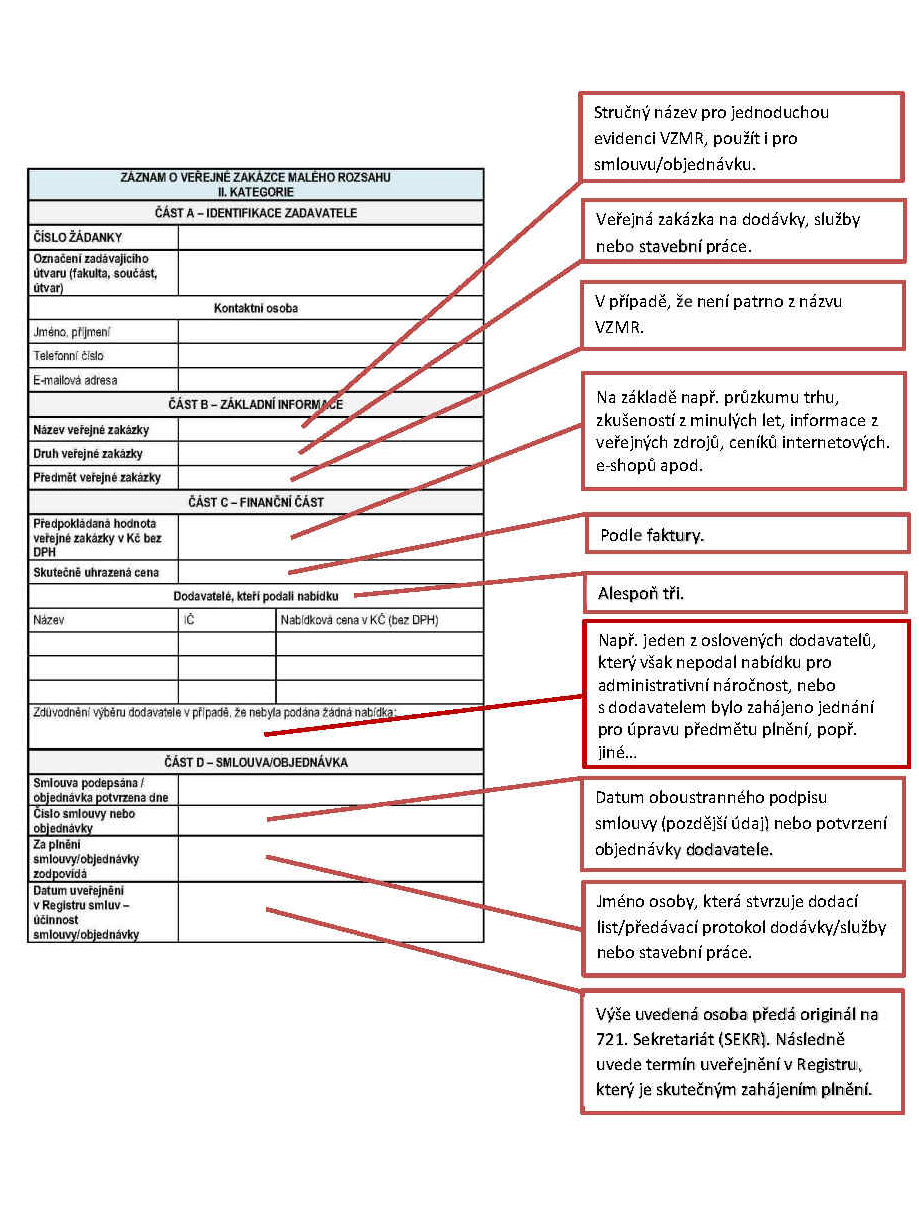 ZÁZNAM O VEŘEJNÉ ZAKÁZCE MALÉHO ROZSAHU
II. KATEGORIE
ČÁST A – IDENTIFIKACE ZADAVATELE
ČÍSLO ŽÁDANKY
Označení zadávajícího
útvaru (fakulta, součást,
útvar)
Kontaktní osoba
Jméno, příjmení
Telefonní číslo
E-mailová adresa
ČÁST B – ZÁKLADNÍ INFORMACE
Název veřejné zakázky
Druh veřejné zakázky
Předmět veřejné zakázky
ČÁST C – FINANČNÍ ČÁST
Předpokládaná hodnota
veřejné zakázky v Kč bez
DPH
Skutečně uhrazená cena
Dodavatelé, kteří podali nabídku
Název IČ Nabídková cena v KČ (bez DPH)
Zdůvodnění výběru dodavatele v případě, že nebyla podána žádná nabídka:
ČÁST D – SMLOUVA/OBJEDNÁVKA
Smlouva podepsána /
objednávka potvrzena dne
Číslo smlouvy nebo
objednávky
Za plnění
smlouvy/objednávky
zodpovídá
Datum uveřejnění
v Registru smluv –
účinnost
smlouvy/objednávky
Stručný název pro jednoduchou
evidenci VZMR, použít i pro
smlouvu/objednávku.
Veřejná zakázka na dodávky, služby
nebo stavební práce.
V případě, že není patrno z názvu
VZMR.
Na základě např. průzkumu trhu,
zkušeností z minulých let, informace z
veřejných zdrojů, ceníků internetových.
e-shopů apod.
Podle faktury.
Alespoň tři.
Např. jeden z oslovených dodavatelů,
který však nepodal nabídku pro
administrativní náročnost, nebo
s dodavatelem bylo zahájeno jednání
pro úpravu předmětu plnění, popř.
jiné…
Datum oboustranného podpisu
smlouvy (pozdější údaj) nebo potvrzení
objednávky dodavatele.
Jméno osoby, která stvrzuje dodací
list/předávací protokol dodávky/služby
nebo stavební práce.
Výše uvedená osoba předá originál na
721. Sekretariát (SEKR). Následně
uvede termín uveřejnění v Registru,
který je skutečným zahájením plnění.